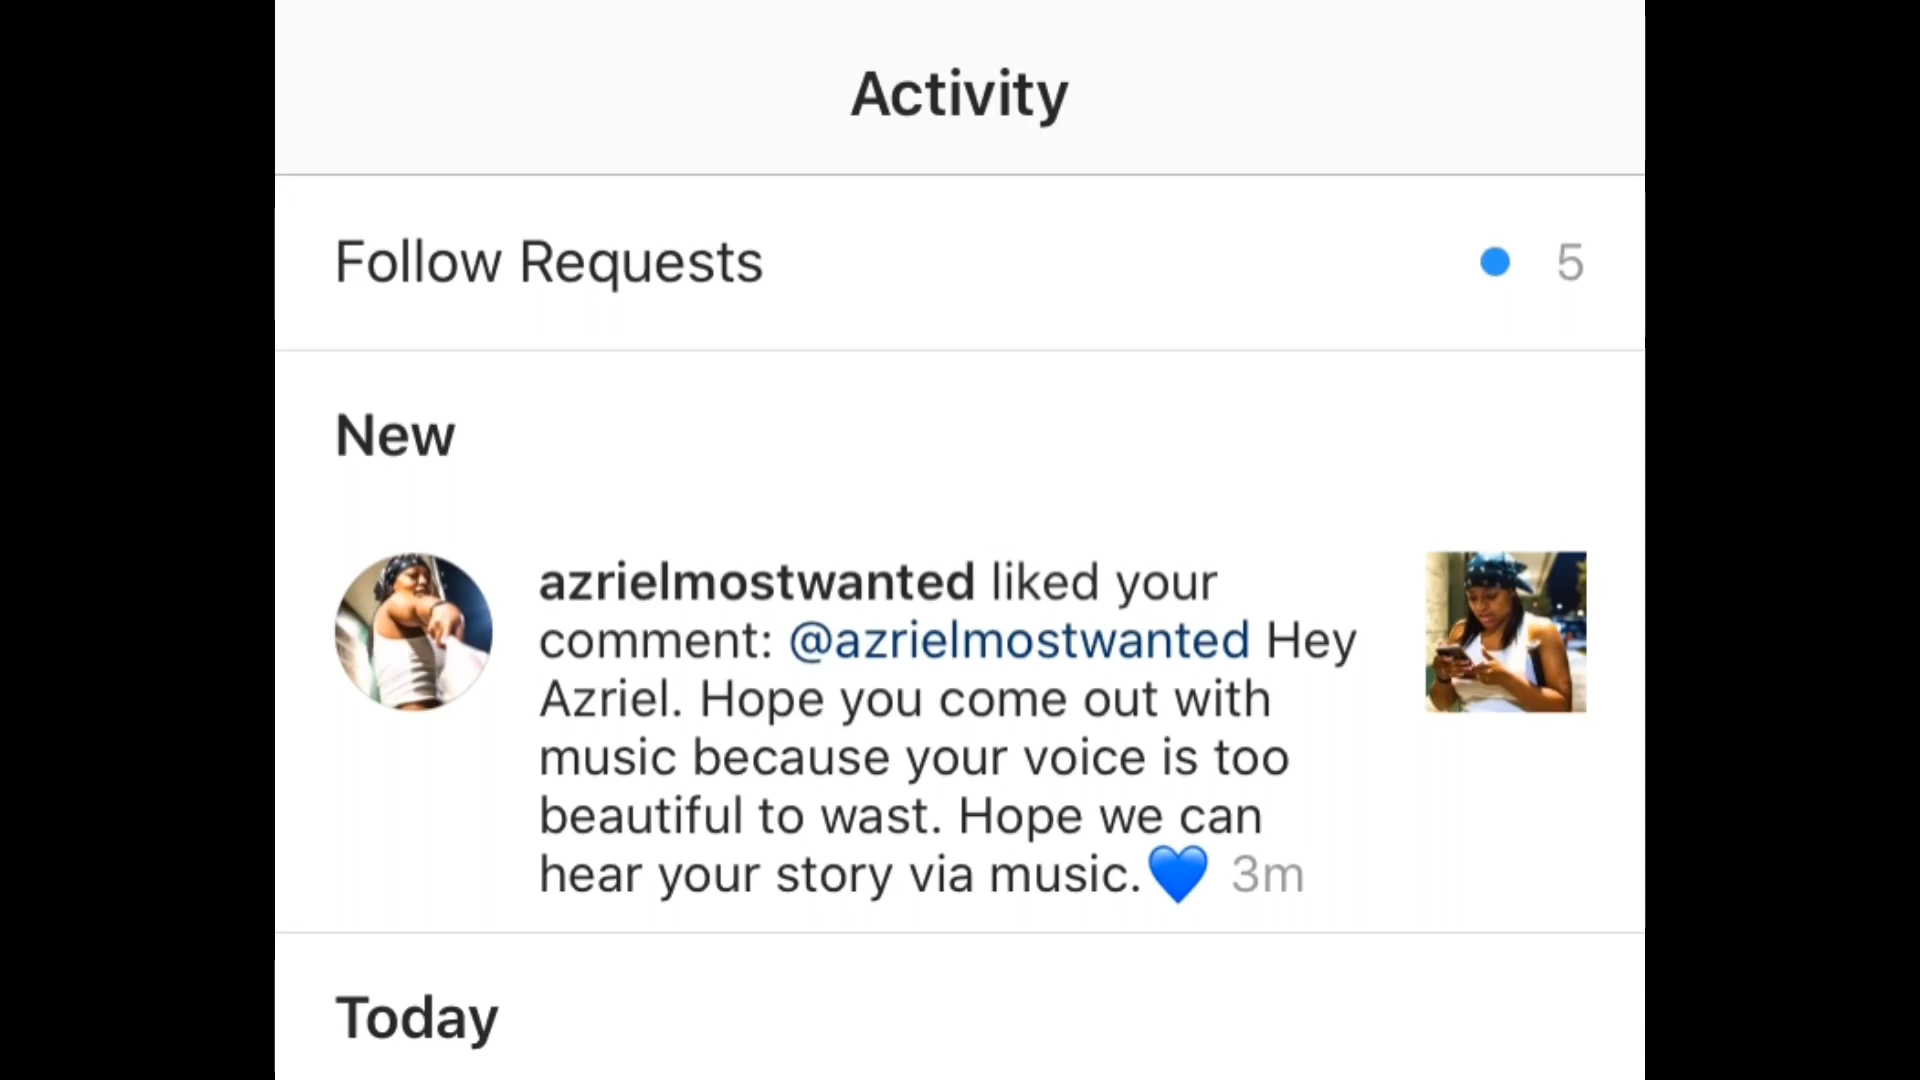 Activity
Follow Requests 5
New
azrielmostwanted liked your
comment: @azrielmostwanted Hey
Azriel. Hope you come out with
music because your voice is too
beautiful to wast. Hope we can
hear your story via music.💙 3m
Today